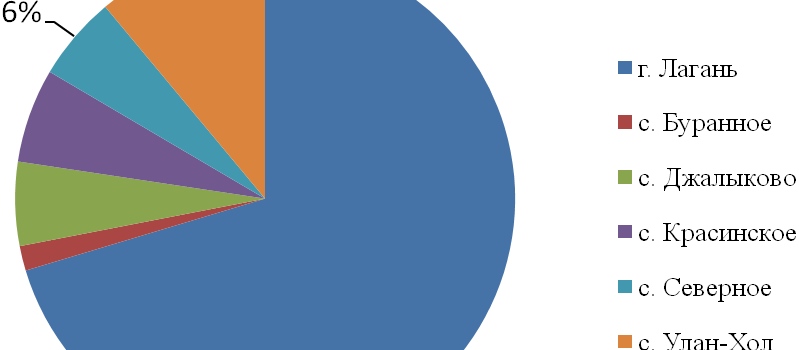 6%
г. Лагань
с. Буранное
с. Джалыково
с. Красинское
с. Северное
с. Улан-Хол